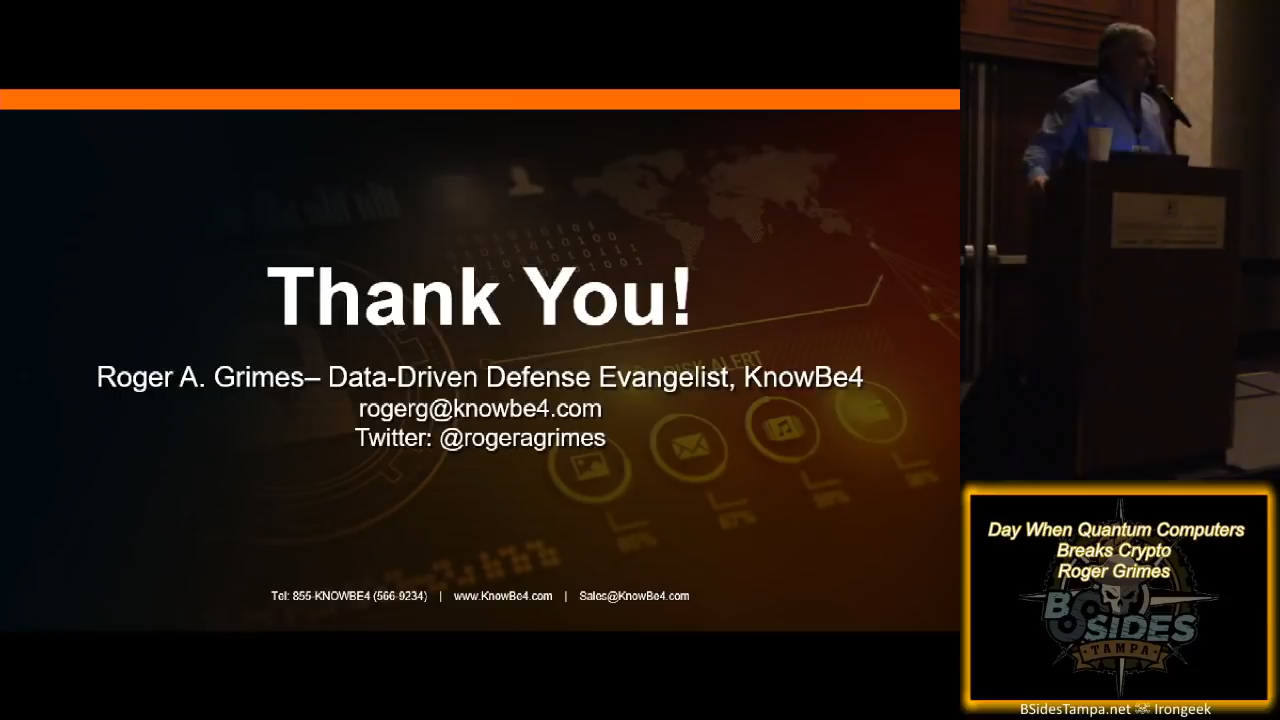 Thank You!
Roger A. Grimes– Data-Driven Defense Evangelist, KnowBe4
rogerg@knowbe4.com
Twitter: @rogeragrimes
Tel: 855-KNOWBE4 (566-9234) | www.KnowBe4.com | Sales@KnowBe4.com
RISK ALERT
Day When Quantum Computers
Breaks Crypto
Roger Grimes
BSIDES
TAMPA
BSidesTampa.net Irongeek